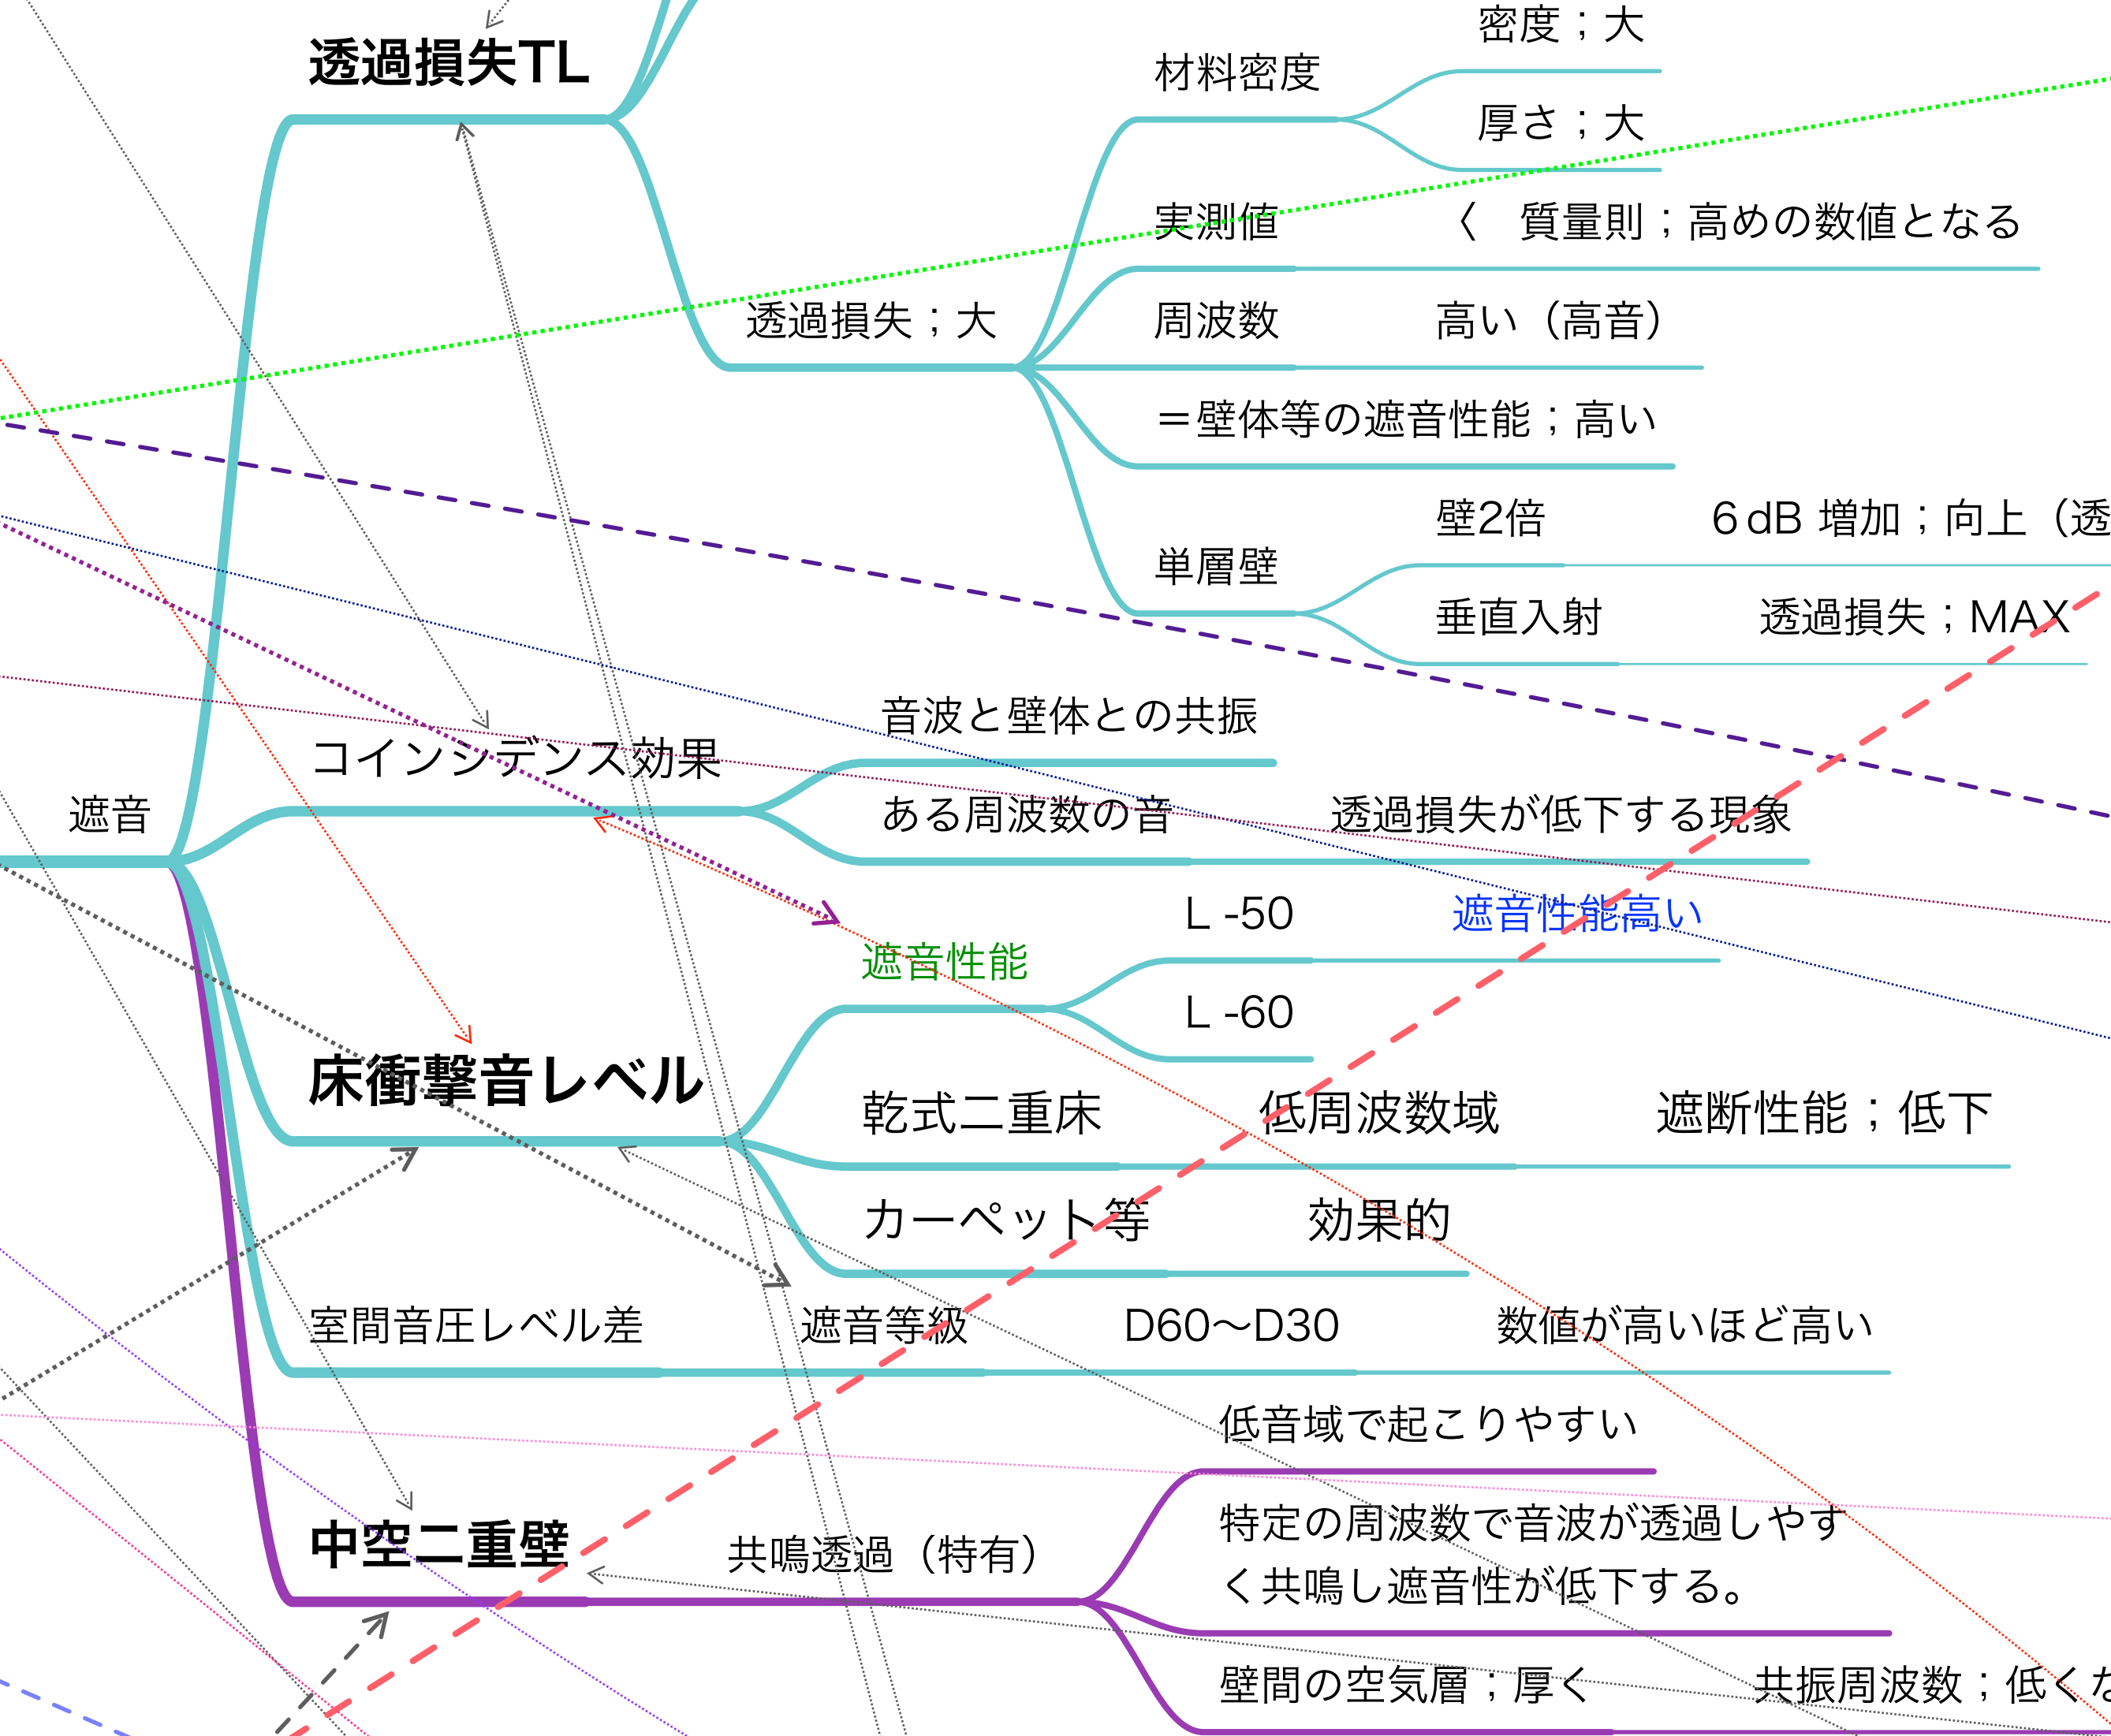 透過損失TL
材料密度
密度；大
厚さ；大
実測値
〈　質量則；高めの数値となる
透過損失；大
周波数
高い（高音）
＝壁体等の遮音性能；高い
単層壁
壁2倍
６dB 増加；向上（透
垂直入射
透過損失；MAX
遮音
コインシデンス効果
音波と壁体との共振
ある周波数の音
透過損失が低下する現象
床衝撃音レベル
遮音性能
L -50
遮音性能高い
L -60
乾式二重床
低周波数域
遮断性能；低下
カーペット等
効果的
室間音圧レベル差
遮音等級
D60〜D30
数値が高いほど高い
中空二重壁
共鳴透過（特有）
低音域で起こりやすい
特定の周波数で音波が透過しやす
く共鳴し遮音性が低下する。
壁間の空気層；厚く
共振周波数；低くな